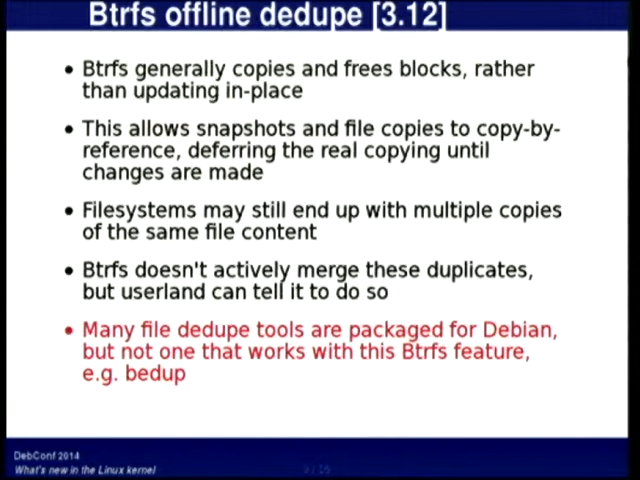 Btrfs offline dedupe [3.12]
• Btrfs generally copies and frees blocks, rather
than updating in-place
• This allows snapshots and file copies to copy-by-
reference, deferring the real copying until
changes are made
• Filesystems may still end up with multiple copies
of the same file content
• Btrfs doesn't actively merge these duplicates,
but userland can tell it to do so
• Many file dedupe tools are packaged for Debian,
but not one that works with this Btrfs feature,
e.g. bedup
DebConf 2014
What's new in the Linux kernel